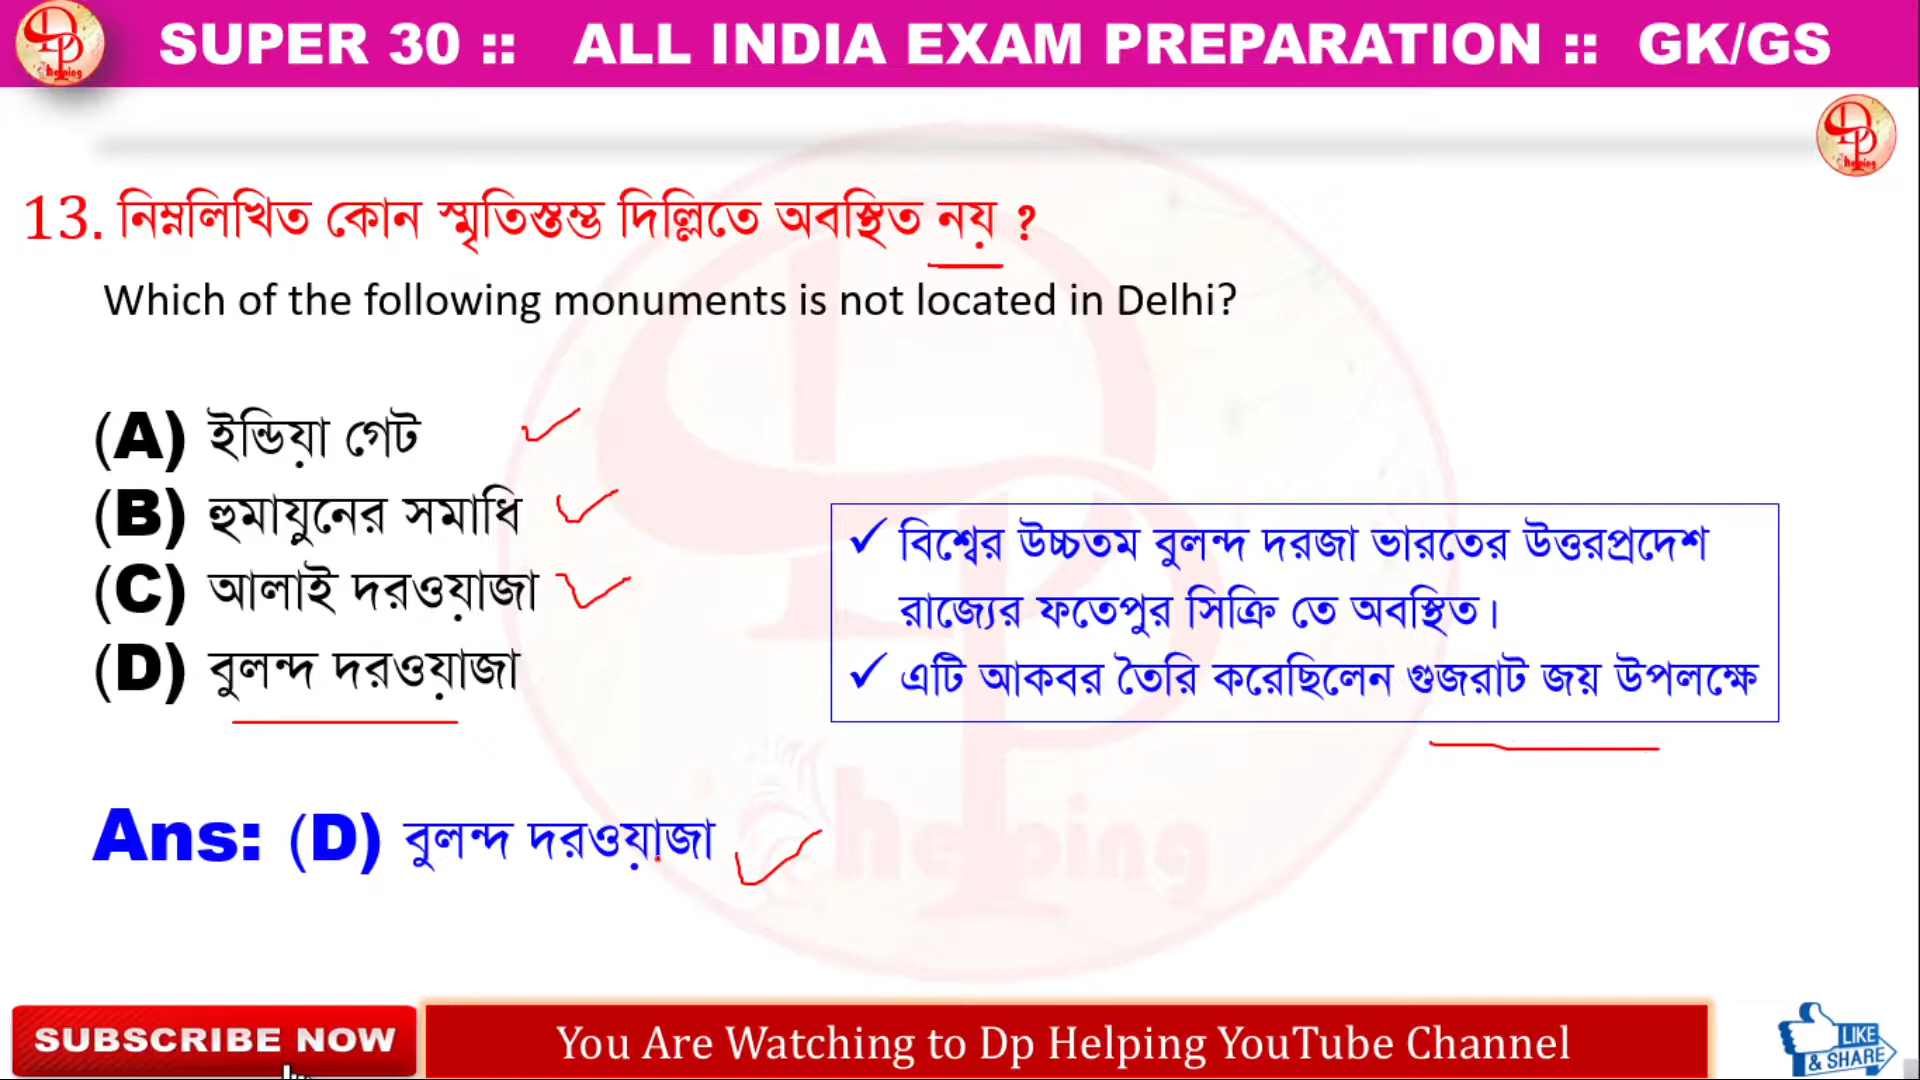 SUPER 30 :: ALL INDIA EXAM PREPARATION :: GK/GS
13. নিম্নলিখিত কোন স্মৃতিস্তম্ভ দিল্লিতে অবস্থিত নয় ?
Which of the following monuments is not located in Delhi?
(A) ইন্ডিয়া গেট
(B) হুমায়ুনের সমাধি
(C) আলাই দরওয়াজা
(D) বুলন্দ দরওয়াজা
✓ বিশ্বের উচ্চতম বুলন্দ দরজা ভারতের উত্তরপ্রদেশ
রাজ্যের ফতেপুর সিক্রি তে অবস্থিত।
✓ এটি আকবর তৈরি করেছিলেন গুজরাট জয় উপলক্ষে
Ans: (D) বুলন্দ দরওয়াজা
helping
SUBSCRIBE NOW
You Are Watching to Dp Helping YouTube Channel
LIKE
& SHARE